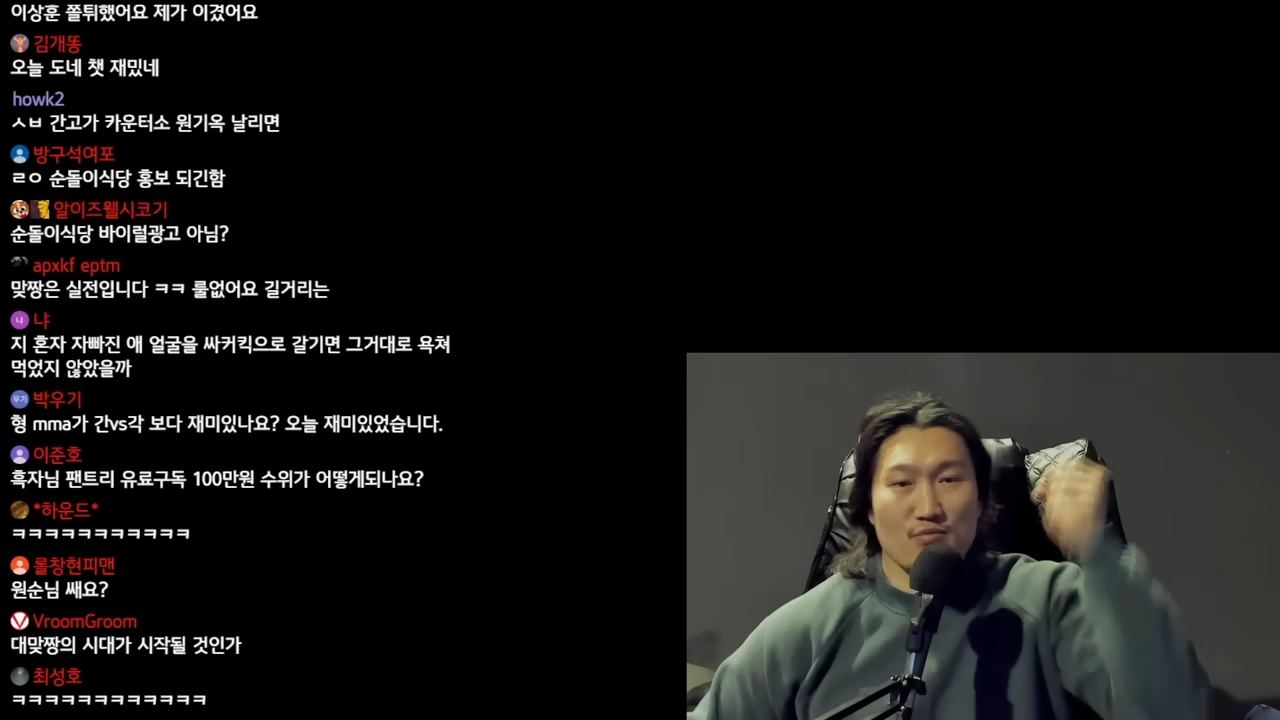 이상훈 쫄튀했어요 제가 이겼어요
김개똥
오늘 도네 챗 재밌네
howk2
ㅅㅂ 간고가 카운터소 원기옥 날리면
방구석여포
ㄹㅇ 순돌이식당 홍보 되긴함
알이즈웰시코기
순돌이식당 바이럴광고 아님?
apxkf eptm
맞짱은 실전입니다 ㅋㅋ 룰없어요 길거리는
냐
냐
지 혼자 자빠진 애 얼굴을 싸커킥으로 갈기면 그거대로 욕쳐
먹었지 않았을까
우기
박우기
형 mma가 간vs각 보다 재미있나요? 오늘 재미있었습니다.
이준호
흑자님 팬트리 유료구독 100만원 수위가 어떻게되나요?
*하운드*
ㅋㅋㅋㅋㅋㅋㅋㅋㅋㅋㅋ
롤창현피맨
원순님 쌔요?
VroomGroom
대맞짱의 시대가 시작될 것인가
최성호
ㅋㅋㅋㅋㅋㅋㅋㅋㅋㅋㅋㅋ